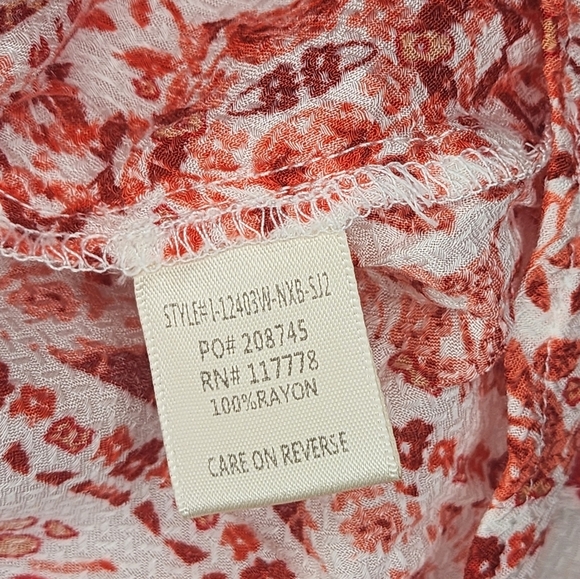 STYLE#I-12403W-NXB-SJ2
PO# 208745
RN# 117778
100%RAYON
CARE ON REVERSE